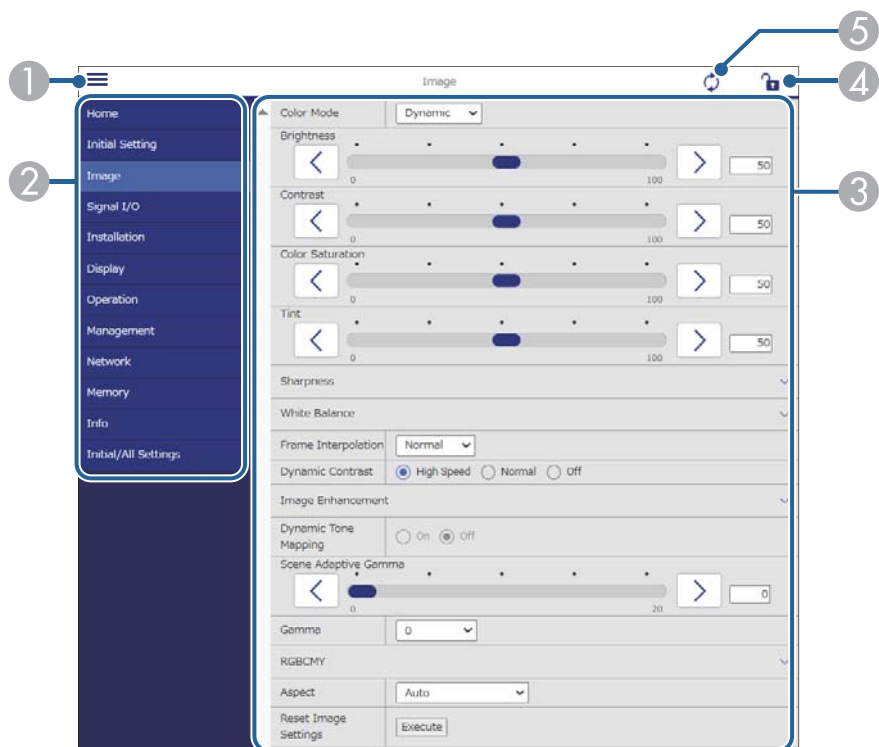 5
1
Image
4
Home
Initial Setting
2
Image
Signal I/O
Installation
Display
Operation
Management
Network
Memory
Info
Initial/All Settings
3
Color Mode
Dynamic
Brightness
0
100
50
Contrast
0
100
50
Color Saturation
0
100
50
Tint
0
100
50
Sharpness
White Balance
Frame Interpolation
Normal
Dynamic Contrast
High Speed Normal Off
Image Enhancement
Dynamic Tone
Mapping
On Off
Scene Adaptive Gamma
0
20
0
Gamma
0
RGBCMY
Aspect
Auto
Reset Image
Settings
Execute